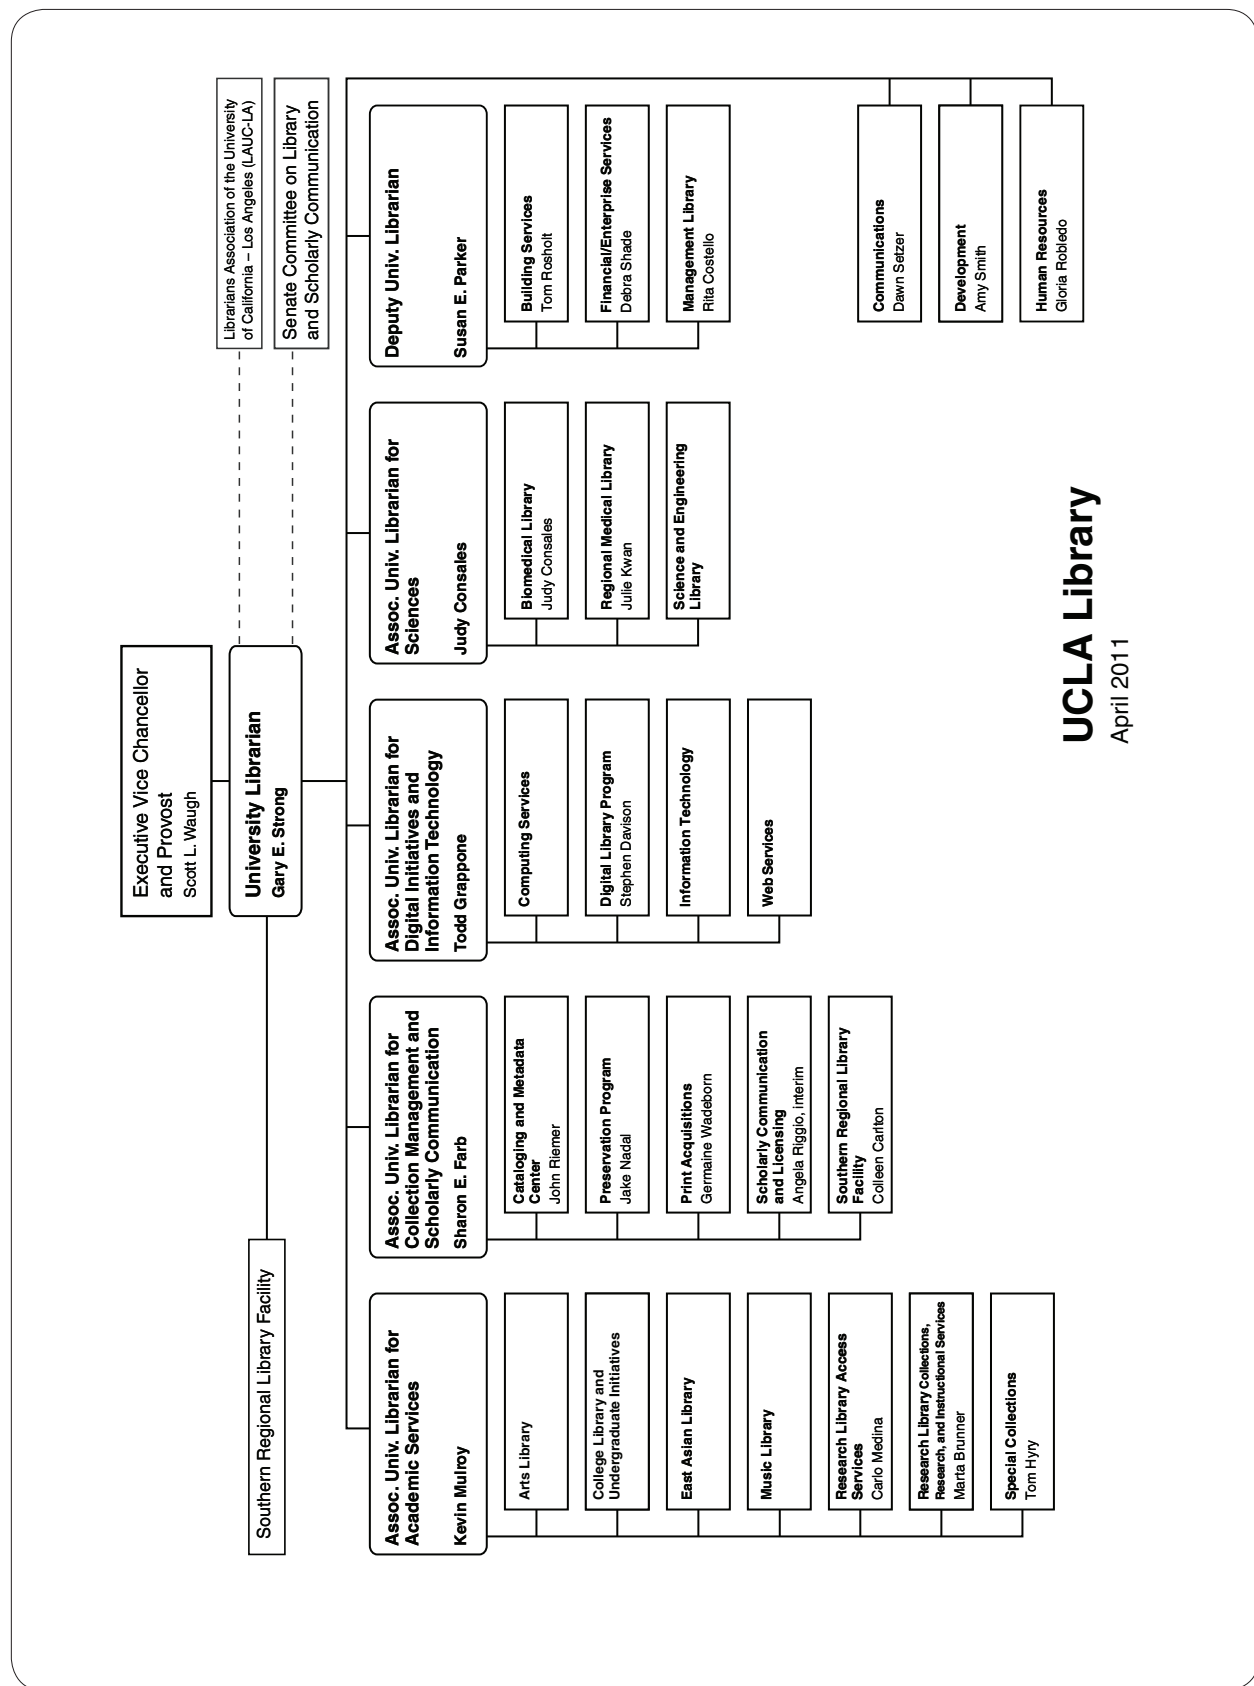 Executive Vice Chancellor
and Provost
Scott L. Waugh
University Librarian
Gary E. Strong
Librarians Association of the University
of California – Los Angeles (LAUC-LA)
Senate Committee on Library
and Scholarly Communication
Southern Regional Library Facility
Assoc. Univ. Librarian for
Academic Services
Kevin Mulroy
Arts Library
College Library and
Undergraduate Initiatives
East Asian Library
Music Library
Research Library Access
Services
Carlo Medina
Research Library Collections,
Research, and Instructional Services
Marta Brunner
Special Collections
Tom Hyry
Assoc. Univ. Librarian for
Collection Management and
Scholarly Communication
Sharon E. Farb
Cataloging and Metadata
Center
John Riemer
Preservation Program
Jake Nadal
Print Acquisitions
Germaine Wadeborn
Scholarly Communication
and Licensing
Angela Riggio, interim
Southern Regional Library
Facility
Colleen Carlton
Assoc. Univ. Librarian for
Digital Initiatives and
Information Technology
Todd Grappone
Computing Services
Digital Library Program
Stephen Davison
Information Technology
Web Services
Assoc. Univ. Librarian for
Sciences
Judy Consales
Biomedical Library
Judy Consales
Regional Medical Library
Julie Kwan
Science and Engineering
Library
Deputy Univ. Librarian
Susan E. Parker
Building Services
Tom Rosholt
Financial/Enterprise Services
Debra Shade
Management Library
Rita Costello
Communications
Dawn Setzer
Development
Amy Smith
Human Resources
Gloria Robledo
UCLA Library
April 2011